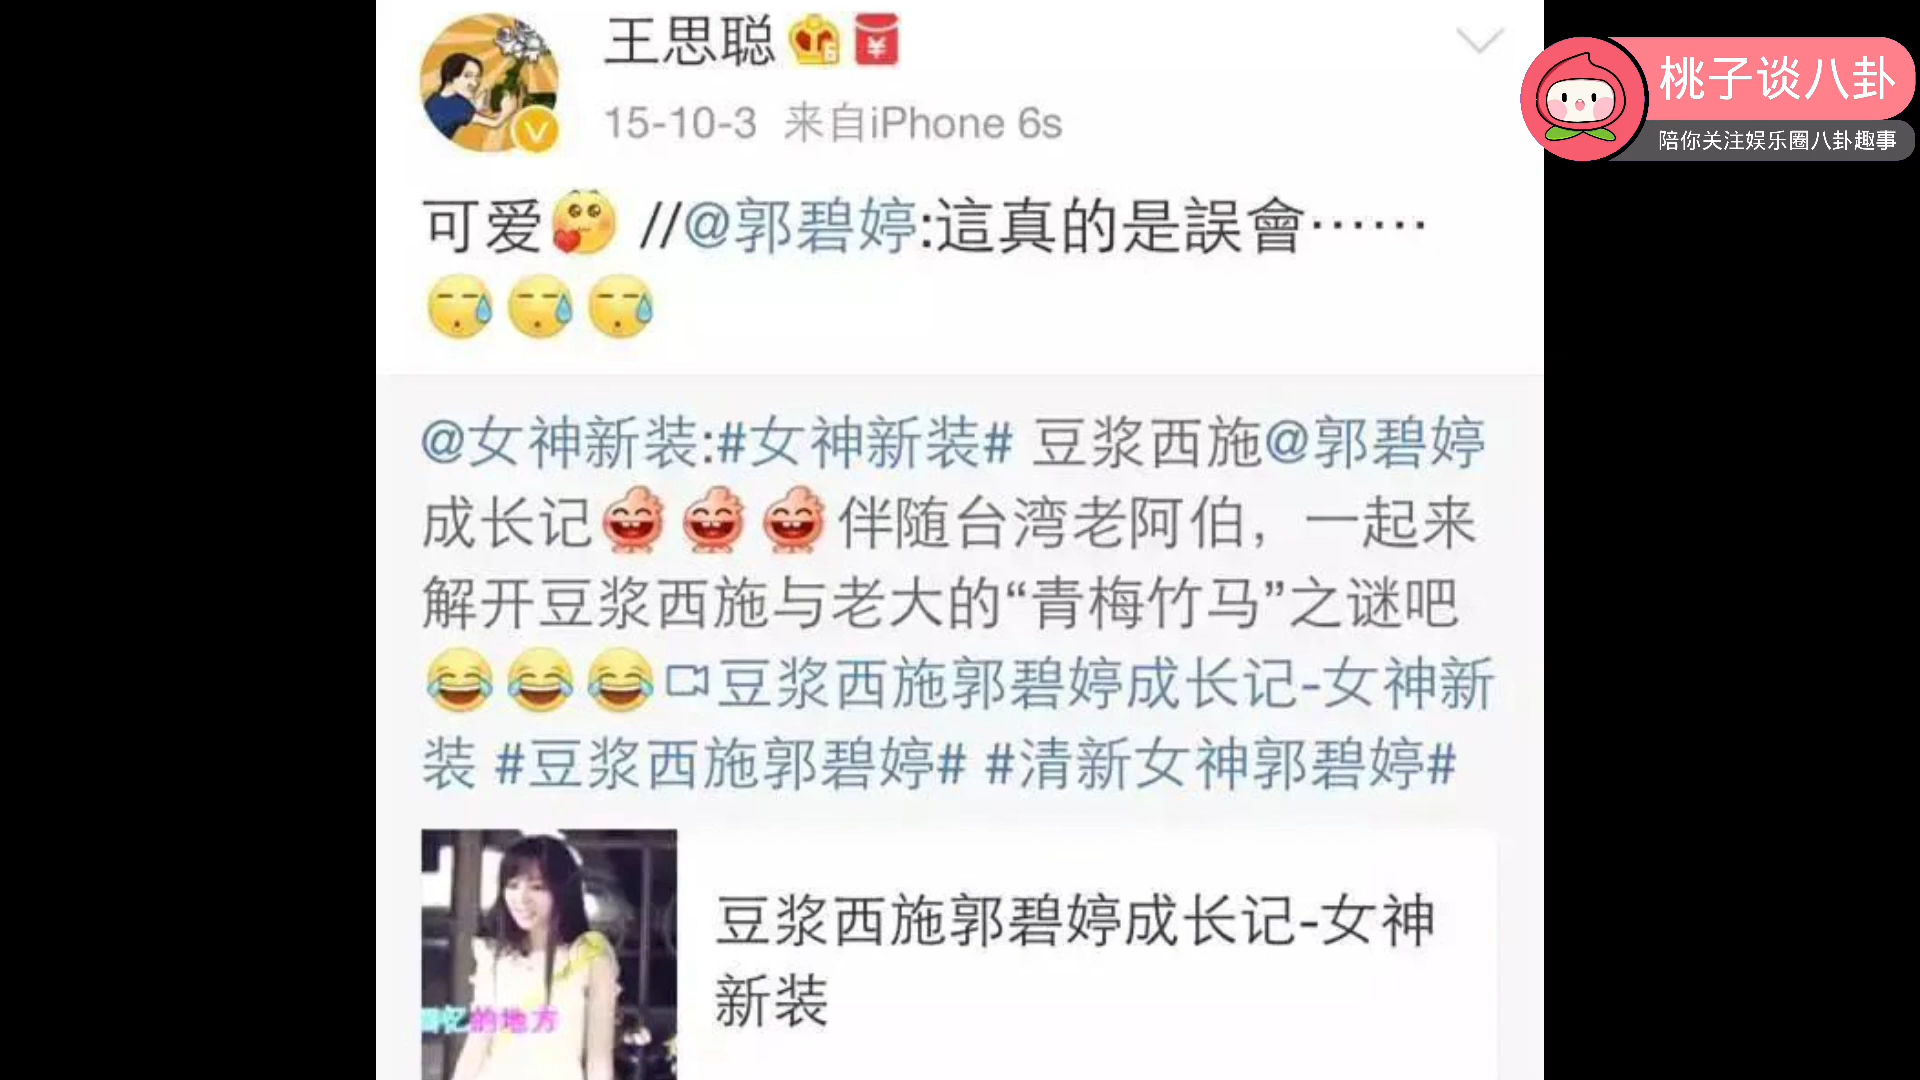 王思聪
15-10-3 来自iPhone 6s
桃子谈八卦
陪你关注娱乐圈八卦趣事
可爱 //@郭碧婷:這真的是誤會……
@女神新装:#女神新装# 豆浆西施@郭碧婷
成长记 伴随台湾老阿伯，一起来
解开豆浆西施与老大的“青梅竹马”之谜吧
豆浆西施郭碧婷成长记-女神新
装 #豆浆西施郭碧婷# #清新女神郭碧婷#
豆浆西施郭碧婷成长记-女神
新装
的地方